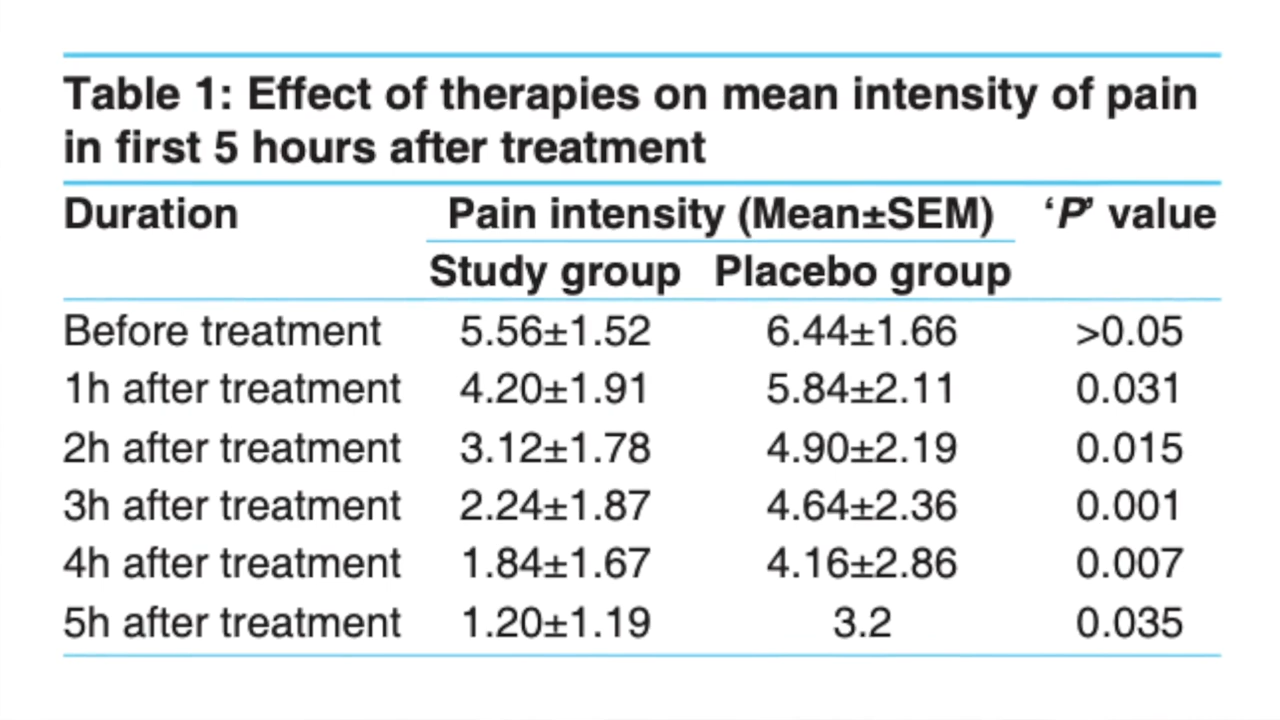 Table 1: Effect of therapies on mean intensity of pain
in first 5 hours after treatment
Duration Pain intensity (Mean±SEM) ‘P’ value
Study group Placebo group
Before treatment 5.56±1.52 6.44±1.66 >0.05
1h after treatment 4.20±1.91 5.84±2.11 0.031
2h after treatment 3.12±1.78 4.90±2.19 0.015
3h after treatment 2.24±1.87 4.64±2.36 0.001
4h after treatment 1.84±1.67 4.16±2.86 0.007
5h after treatment 1.20±1.19 3.2 0.035